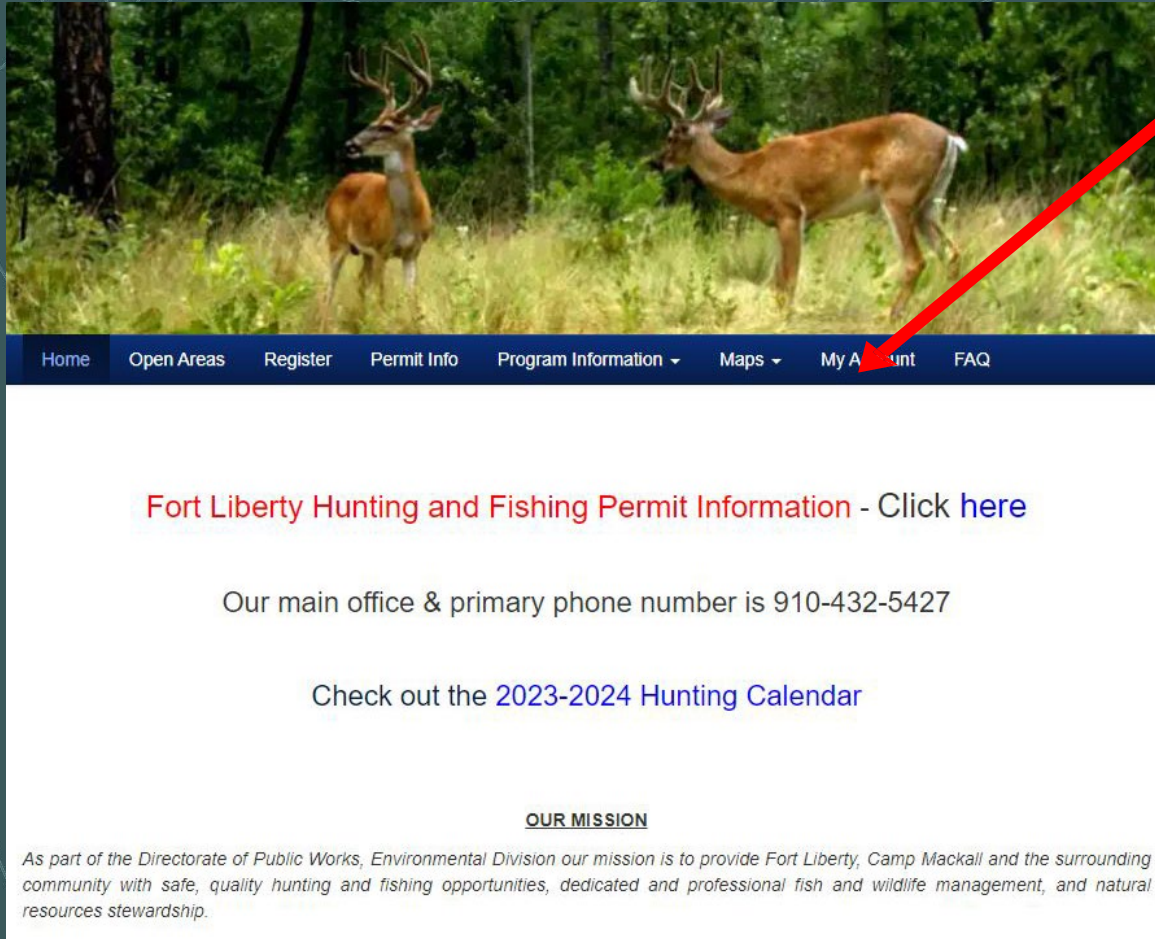 Home Open Areas Register Permit Info Program Information Maps My Account FAQ
Fort Liberty Hunting and Fishing Permit Information - Click here
Our main office & primary phone number is 910-432-5427
Check out the 2023-2024 Hunting Calendar
OUR MISSION
As part of the Directorate of Public Works, Environmental Division our mission is to provide Fort Liberty, Camp Mackall and the surrounding
community with safe, quality hunting and fishing opportunities, dedicated and professional fish and wildlife management, and natural
resources stewardship.